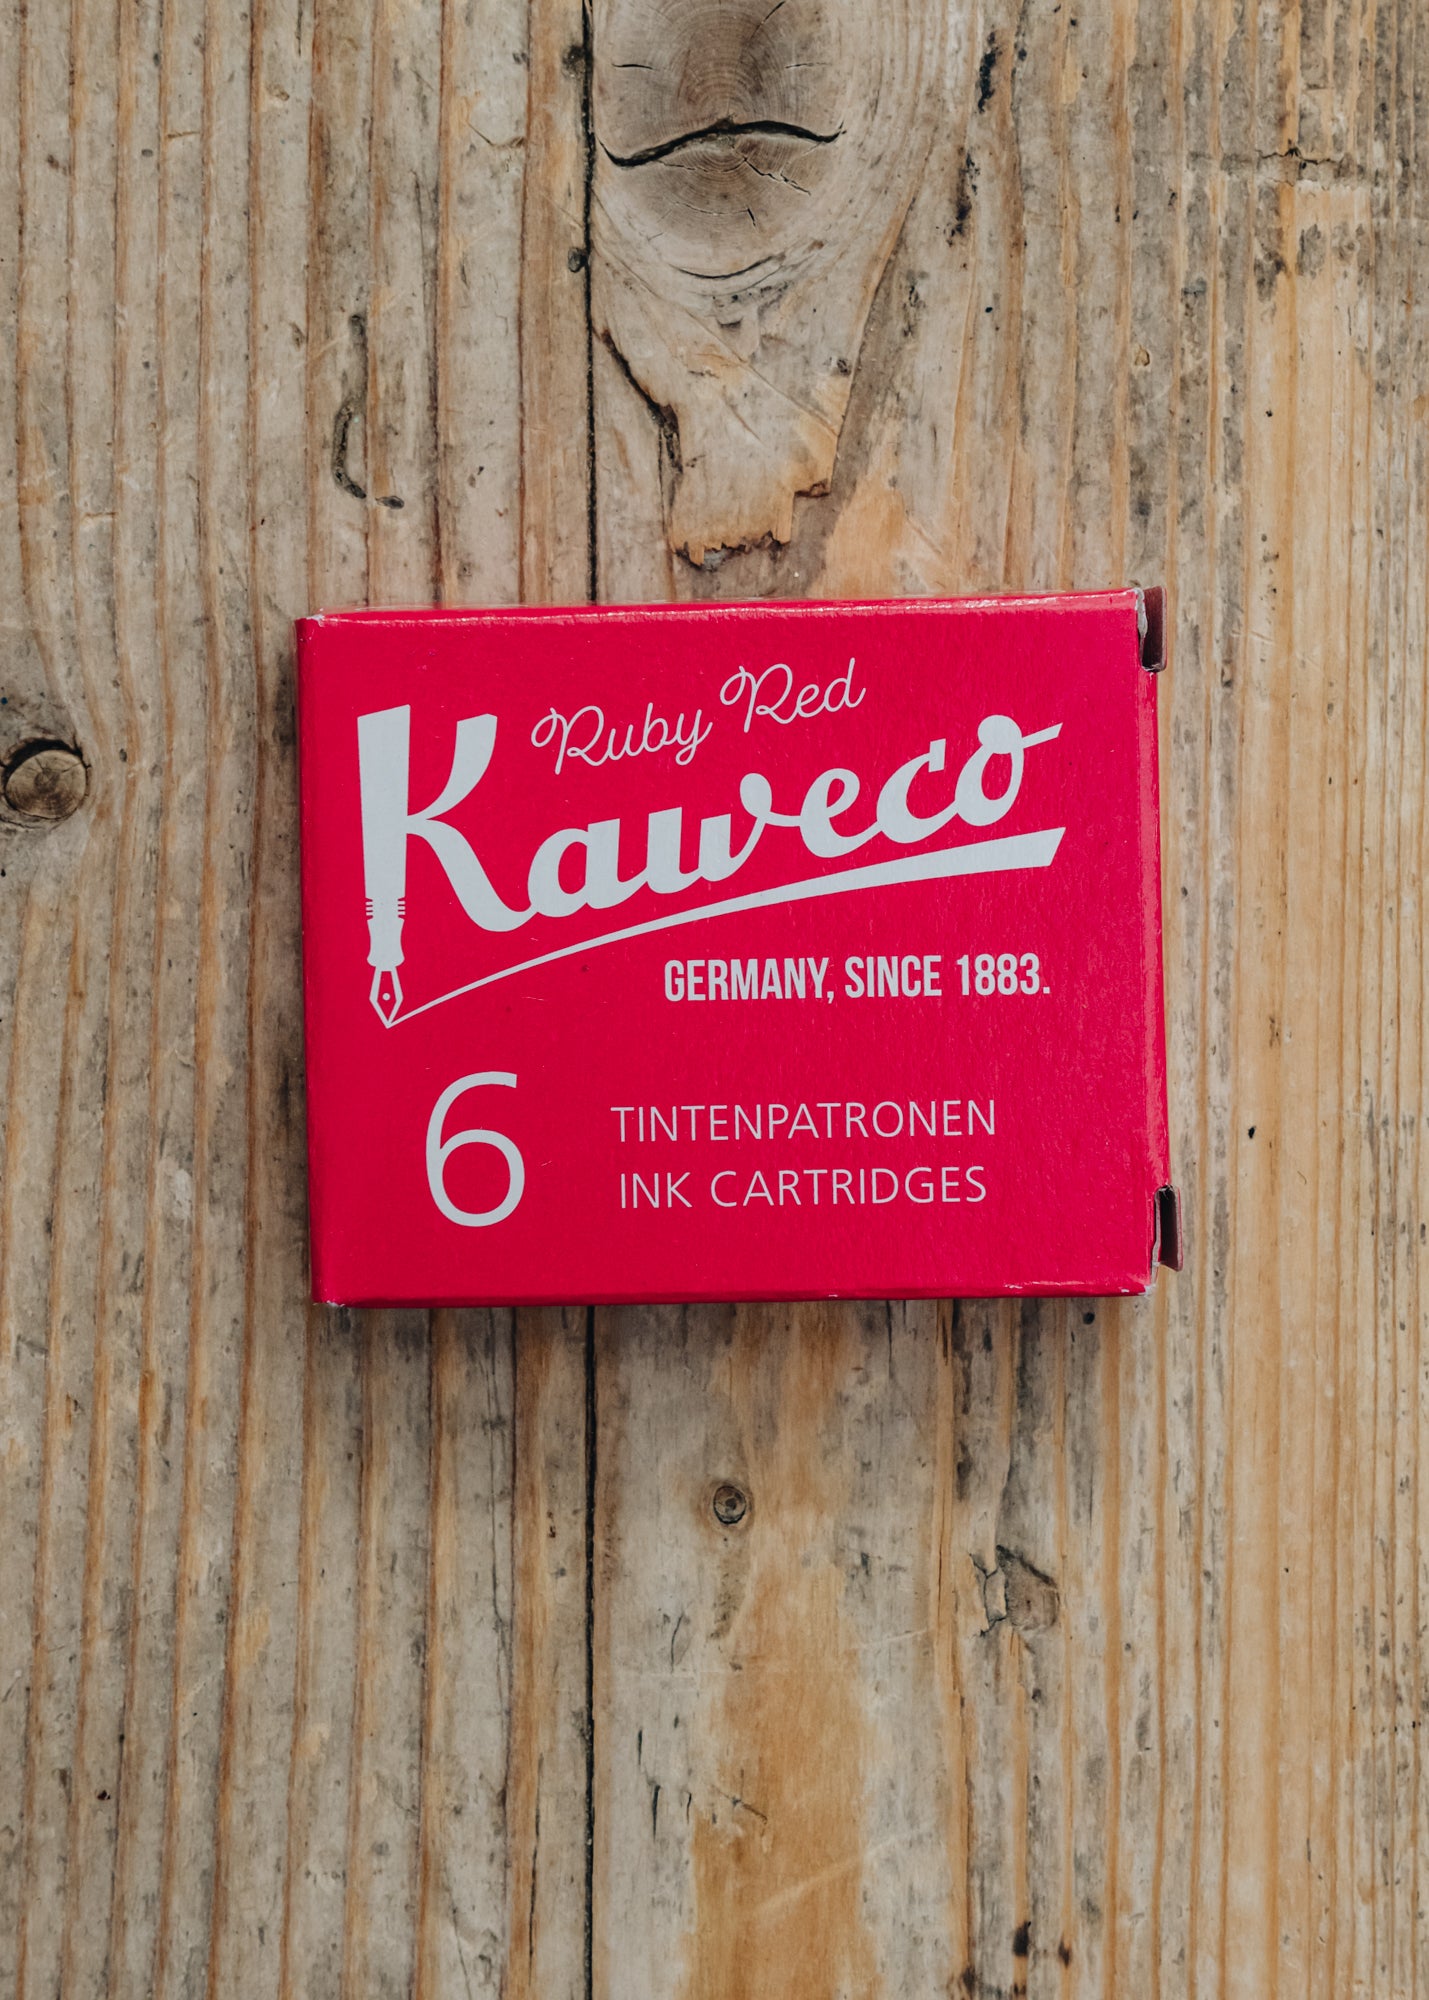 Ruby Red
Kaweco
GERMANY, SINCE 1883.
6
TINTENPATRONEN
INK CARTRIDGES